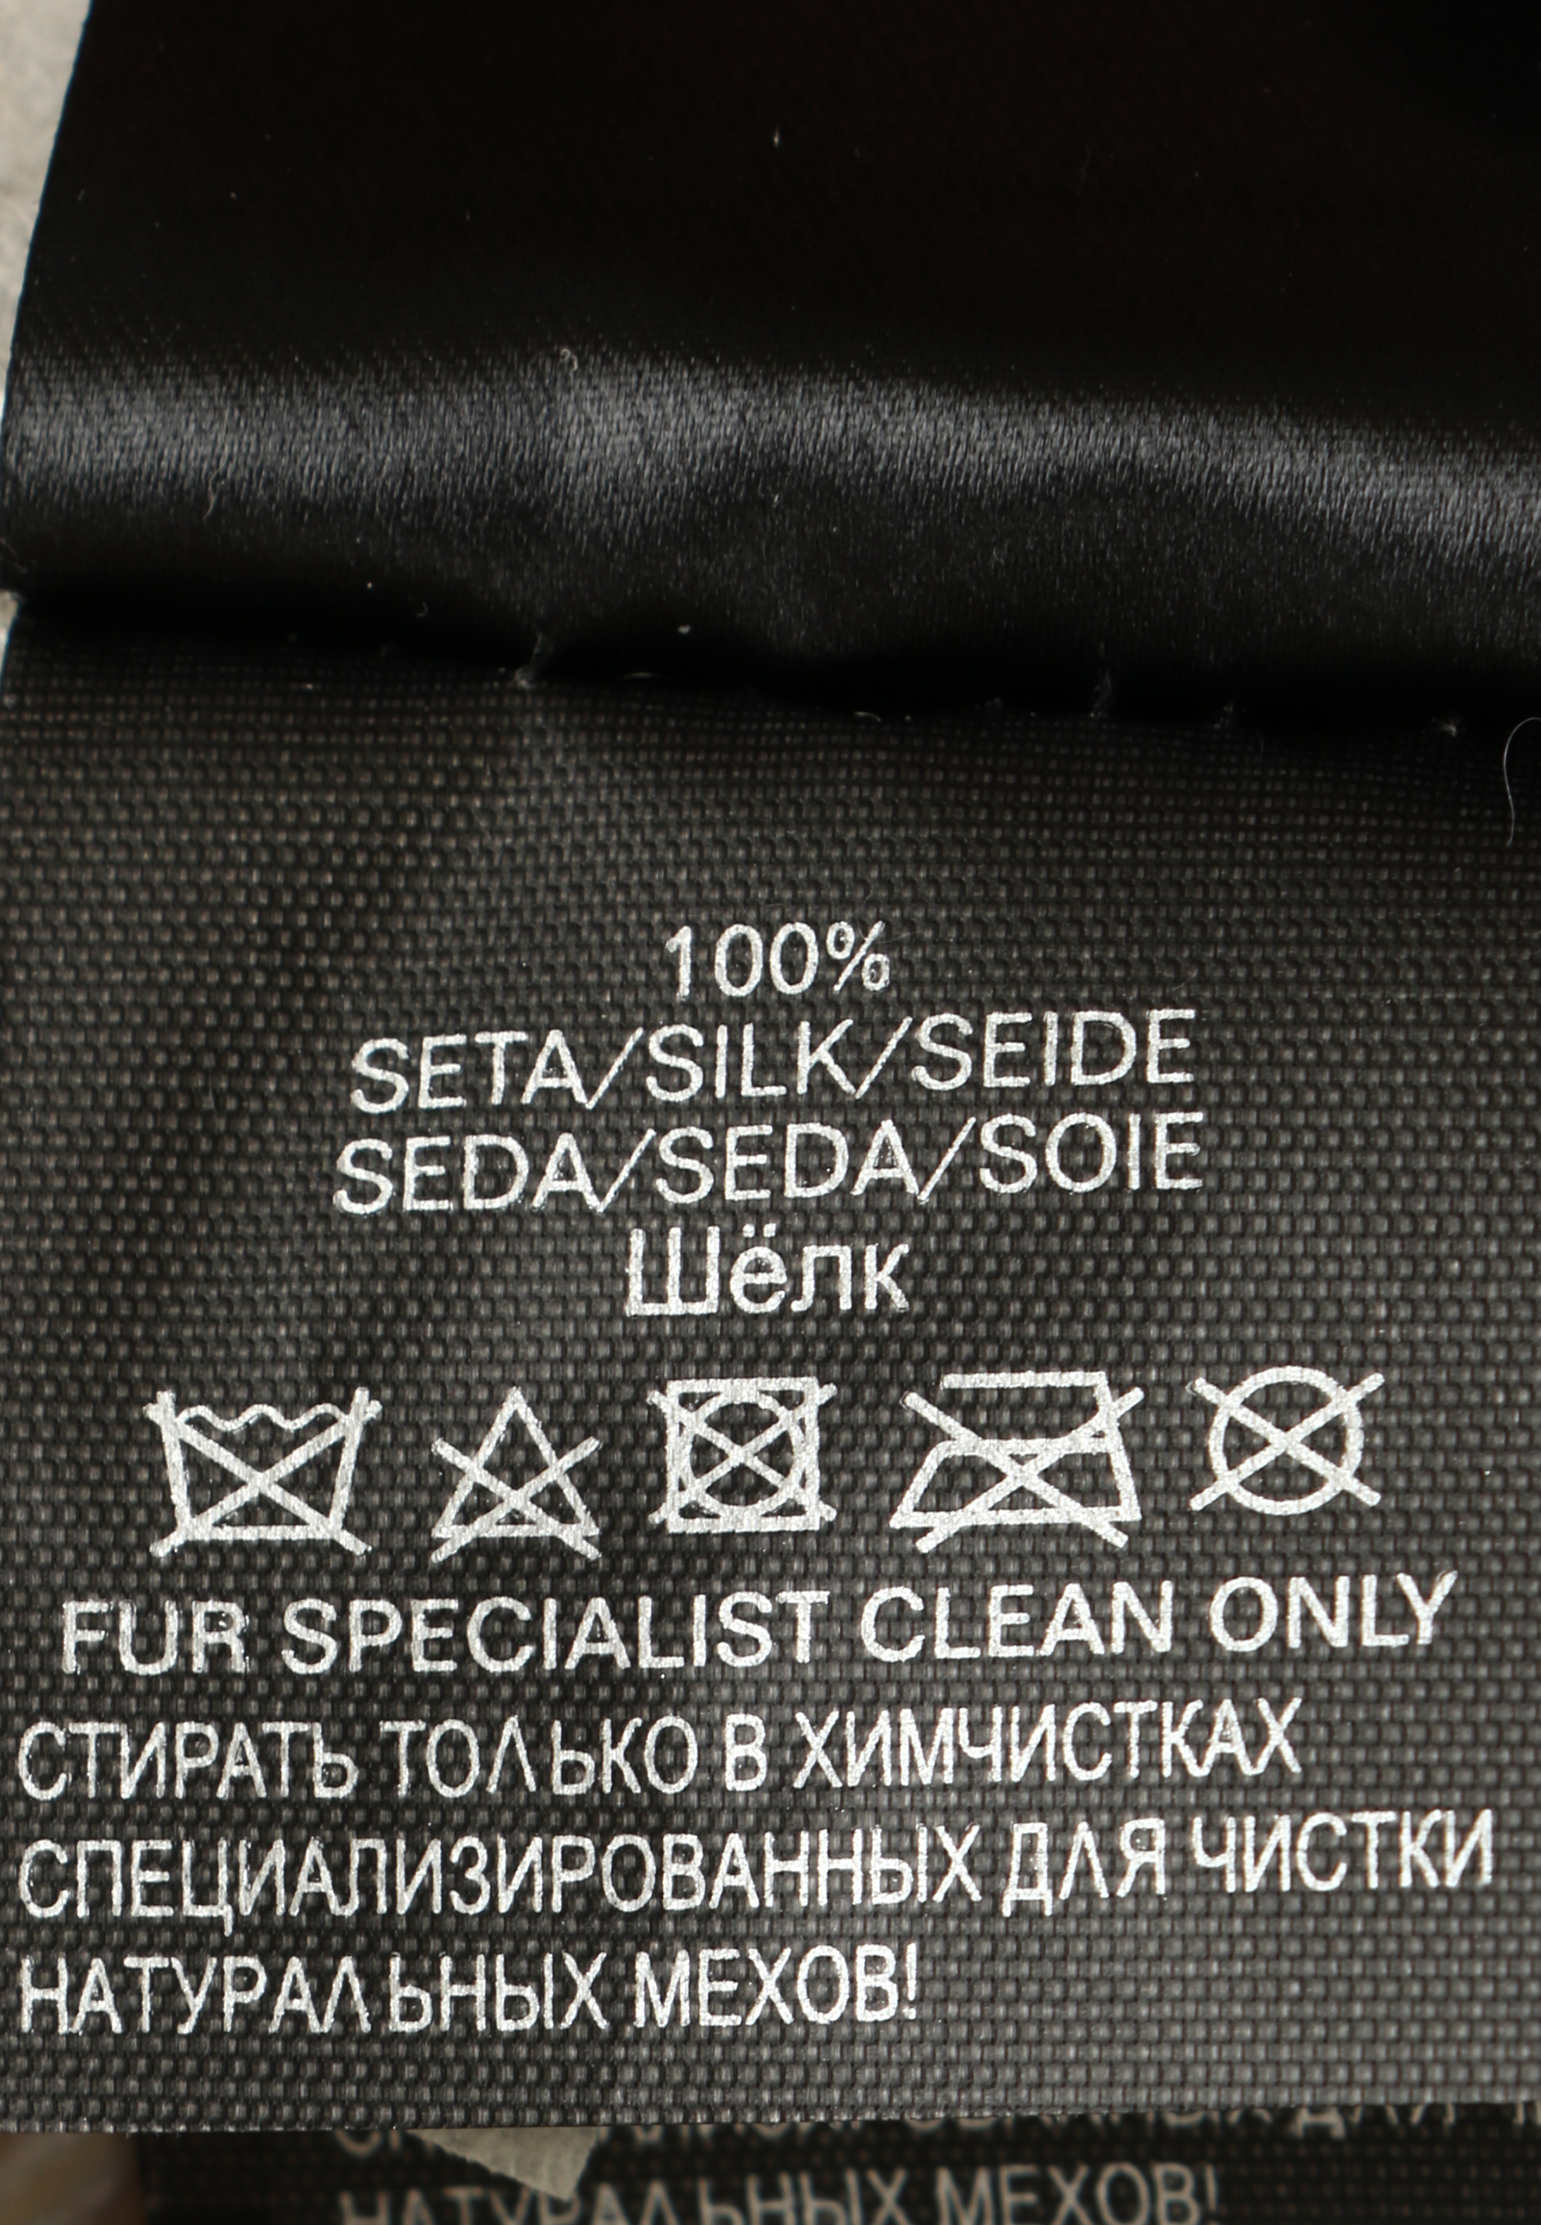 100%
SETA/SILK/SEIDE
SEDA/SEDA/SOIE
Шёлк
FUR SPECIALIST CLEAN ONLY
СТИРАТЬ ТОЛЬКО В ХИМЧИСТКАХ
СПЕЦИАЛИЗИРОВАННЫХ ДЛЯ ЧИСТКИ
НАТУРАЛЬНЫХ МЕХОВ!
НАТУРАЛЬНЫХ МЕХОВ!